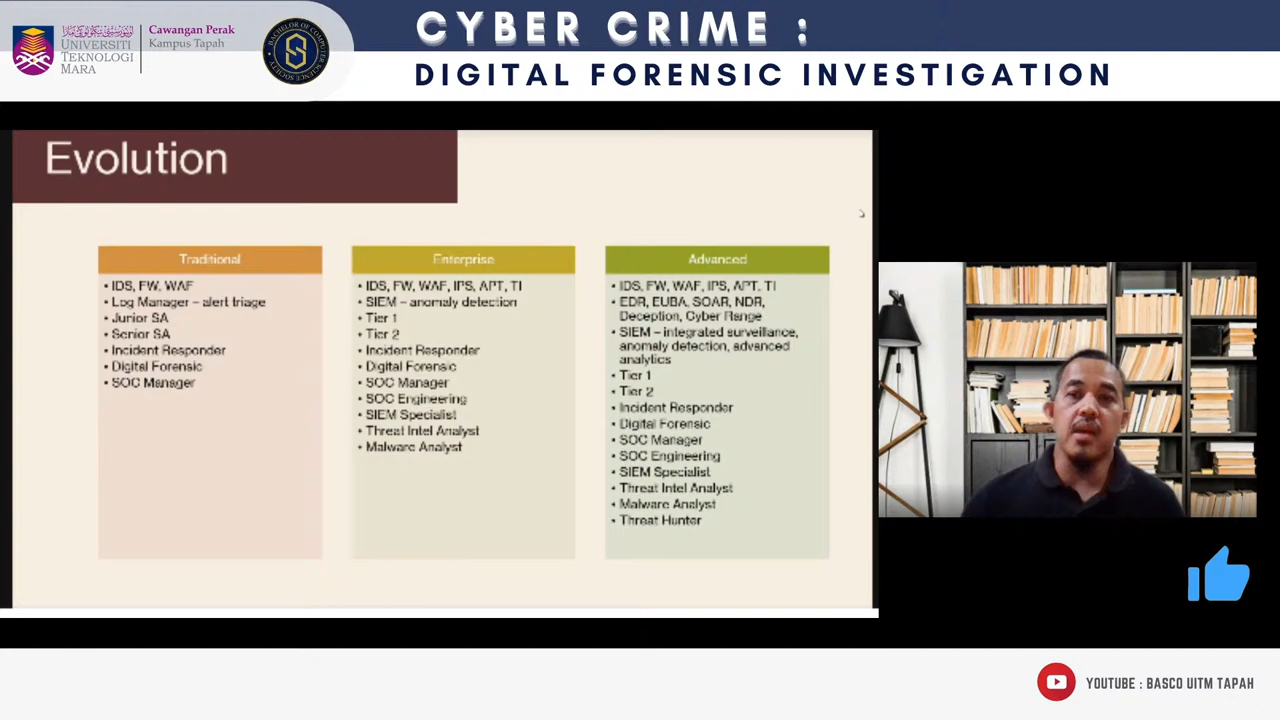 UNIVERSITI
TEKNOLOGI
MARA
Cawangan Perak
Kampus Tapah
BACHELOR OF COMPUTER SCIENCE SOCIETY
CYBER CRIME :
DIGITAL FORENSIC INVESTIGATION
Evolution
Traditional
• IDS, FW, WAF
• Log Manager – alert triage
• Junior SA
• Senior SA
• Incident Responder
• Digital Forensic
• SOC Manager
Enterprise
• IDS, FW, WAF, IPS, APT, TI
• SIEM – anomaly detection
• Tier 1
• Tier 2
• Incident Responder
• Digital Forensic
• SOC Manager
• SOC Engineering
• SIEM Specialist
• Threat Intel Analyst
• Malware Analyst
Advanced
• IDS, FW, WAF, IPS, APT, TI
• EDR, EUBA, SOAR, NDR,
Deception, Cyber Range
• SIEM – integrated surveillance,
anomaly detection, advanced
analytics
• Tier 1
• Tier 2
• Incident Responder
• Digital Forensic
• SOC Manager
• SOC Engineering
• SIEM Specialist
• Threat Intel Analyst
• Malware Analyst
• Threat Hunter
YOUTUBE : BASCO UITM TAPAH